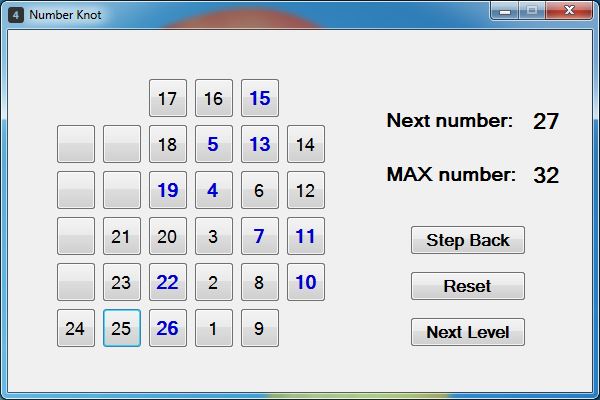 4 Number Knot
17 16 15
18 5 13 14
19 4 6 12
21 20 3 7 11
23 22 2 8 10
24 25 26 1 9
Next number: 27
MAX number: 32
Step Back
Reset
Next Level